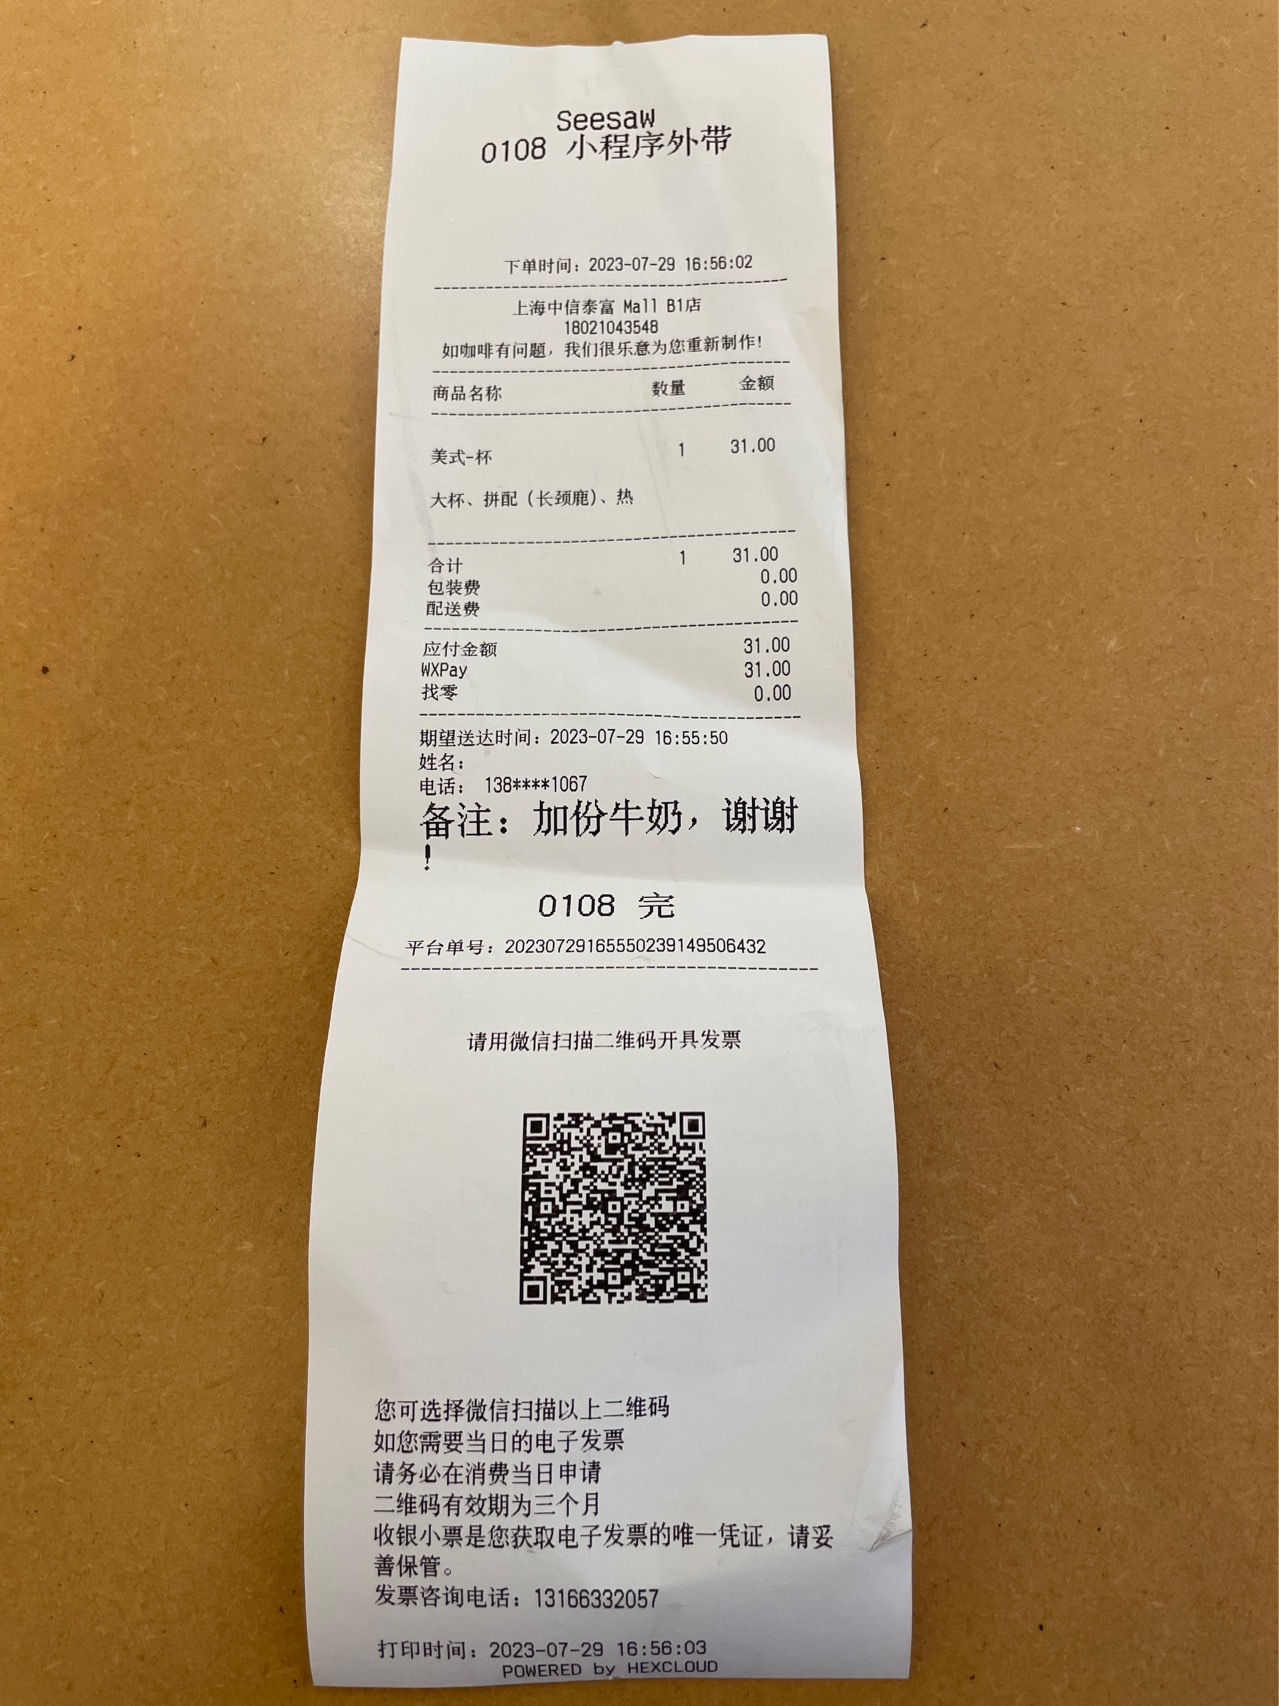 Seesaw
0108 小程序外带
下单时间：2023-07-29 16:56:02
上海中信泰富 Mall B1店
18021043548
如咖啡有问题，我们很乐意为您重新制作！
商品名称 数量 金额
美式-杯 1 31.00
大杯、拼配（长颈鹿）、热
合计 1 31.00
包装费 0.00
配送费 0.00
应付金额 31.00
WXPay 31.00
找零 0.00
期望送达时间：2023-07-29 16:55:50
姓名：
电话： 138****1067
备注：加份牛奶，谢谢
！
0108 完
平台单号：20230729165550239149506432
请用微信扫描二维码开具发票
您可选择微信扫描以上二维码
如您需要当日的电子发票
请务必在消费当日申请
二维码有效期为三个月
收银小票是您获取电子发票的唯一凭证，请妥
善保管。
发票咨询电话：13166332057
打印时间：2023-07-29 16:56:03
POWERED by HEXCLOUD